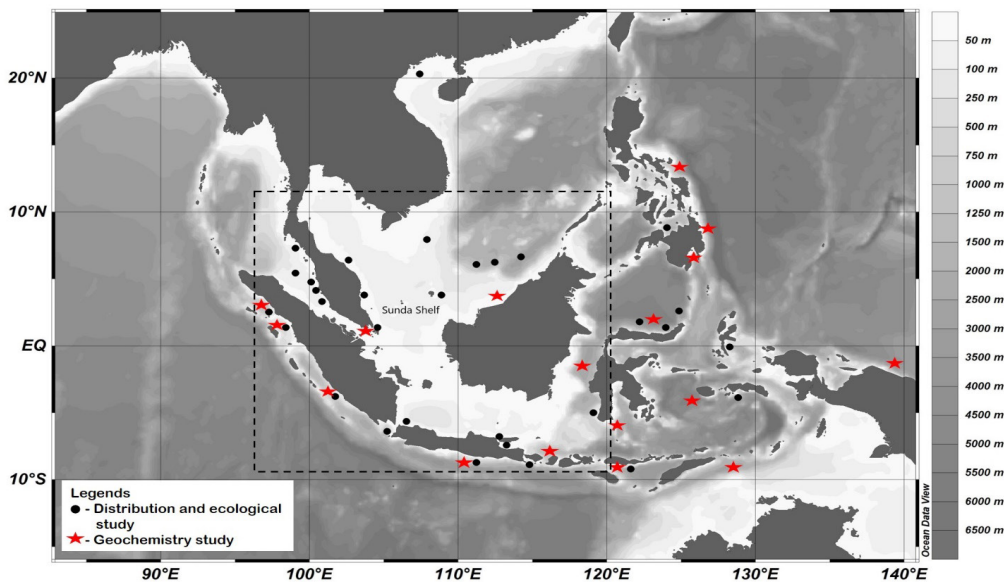 20°N
10°N
EQ
10°S
Sunda Shelf
Legends
- Distribution and ecological
study
- Geochemistry study
90°E
100°E
110°E
120°E
130°E
140°E
Ocean Data View
50 m
100 m
250 m
500 m
750 m
1000 m
1250 m
1500 m
2000 m
2500 m
3000 m
3500 m
4000 m
4500 m
5000 m
5500 m
6000 m
6500 m